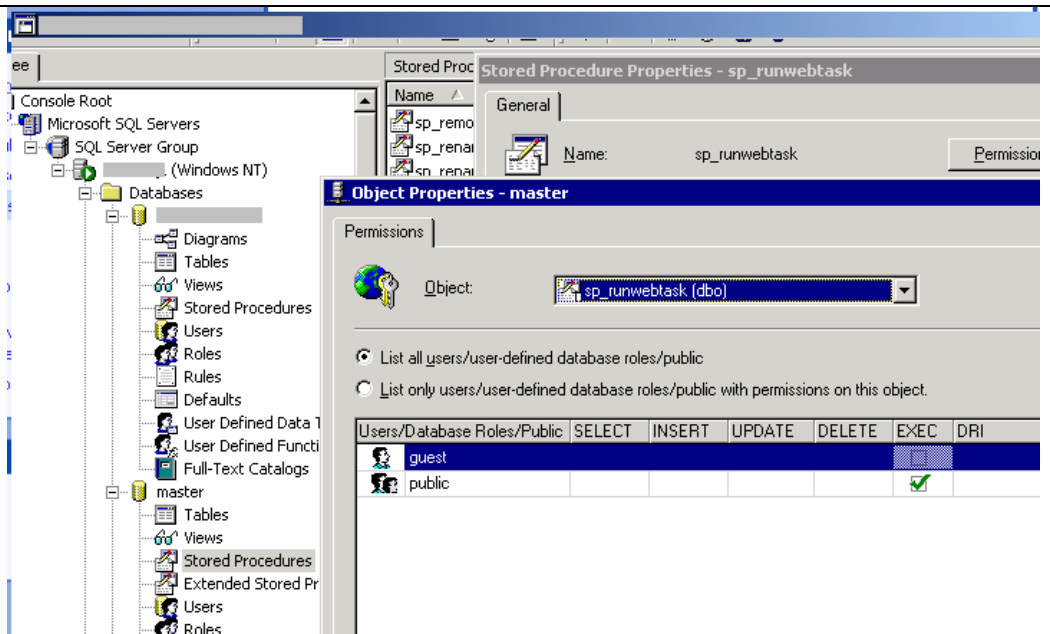 ee
Console Root
Microsoft SQL Servers
SQL Server Group
(Windows NT)
Databases
Diagrams
Tables
Views
Stored Procedures
Users
Roles
Rules
Defaults
User Defined Data T
User Defined Functi
Full-Text Catalogs
master
Tables
Views
Stored Procedures
Extended Stored Pr
Users
Roles
Stored Proc
Name
sp_remo
sp_renar
sp_renar
Stored Procedure Properties - sp_runwebtask
General
Name: sp_runwebtask Permission
Object Properties - master
Permissions
Object: sp_runwebtask (dbo)
List all users/user-defined database roles/public
List only users/user-defined database roles/public with permissions on this object.
Users/Database Roles/Public SELECT INSERT UPDATE DELETE EXEC DRI
guest
public